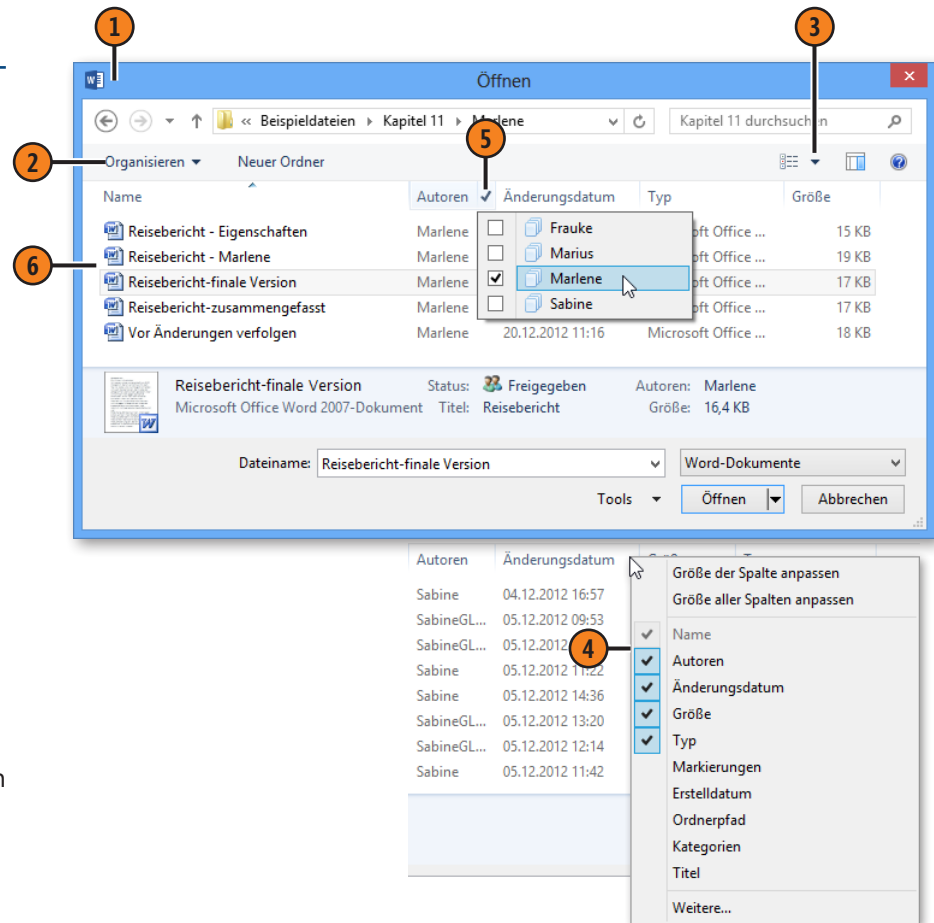 1
3
W
Öffnen
« Beispieldateien Kapitel 11 Marlene
Kapitel 11 durchsuchen
5
2
Organisieren Neuer Ordner
Name Autoren Änderungsdatum Typ Größe
Reisebericht - Eigenschaften Marlene Frauke oft Office ... 15 KB
6
Reisebericht - Marlene Marlene Marius oft Office ... 19 KB
Reisebericht-finale Version Marlene Marlene oft Office ... 17 KB
Reisebericht-zusammengefasst Marlene Sabine oft Office ... 17 KB
Vor Änderungen verfolgen Marlene 20.12.2012 11:16 Microsoft Office ... 18 KB
Reisebericht-finale Version Status: Freigegeben Autoren: Marlene
Microsoft Office Word 2007-Dokument Titel: Reisebericht Größe: 16,4 KB
Dateiname: Reisebericht-finale Version Word-Dokumente
Tools Öffnen Abbrechen
Autoren Änderungsdatum
Sabine 04.12.2012 16:57
SabineGL... 05.12.2012 09:53
SabineGL... 05.12.2012
Sabine 05.12.2012 11:22
Sabine 05.12.2012 14:36
SabineGL... 05.12.2012 13:20
SabineGL... 05.12.2012 12:14
Sabine 05.12.2012 11:42
4
Größe der Spalte anpassen
Größe aller Spalten anpassen
Name
Autoren
Änderungsdatum
Größe
Typ
Markierungen
Erstelldatum
Ordnerpfad
Kategorien
Titel
Weitere...
n